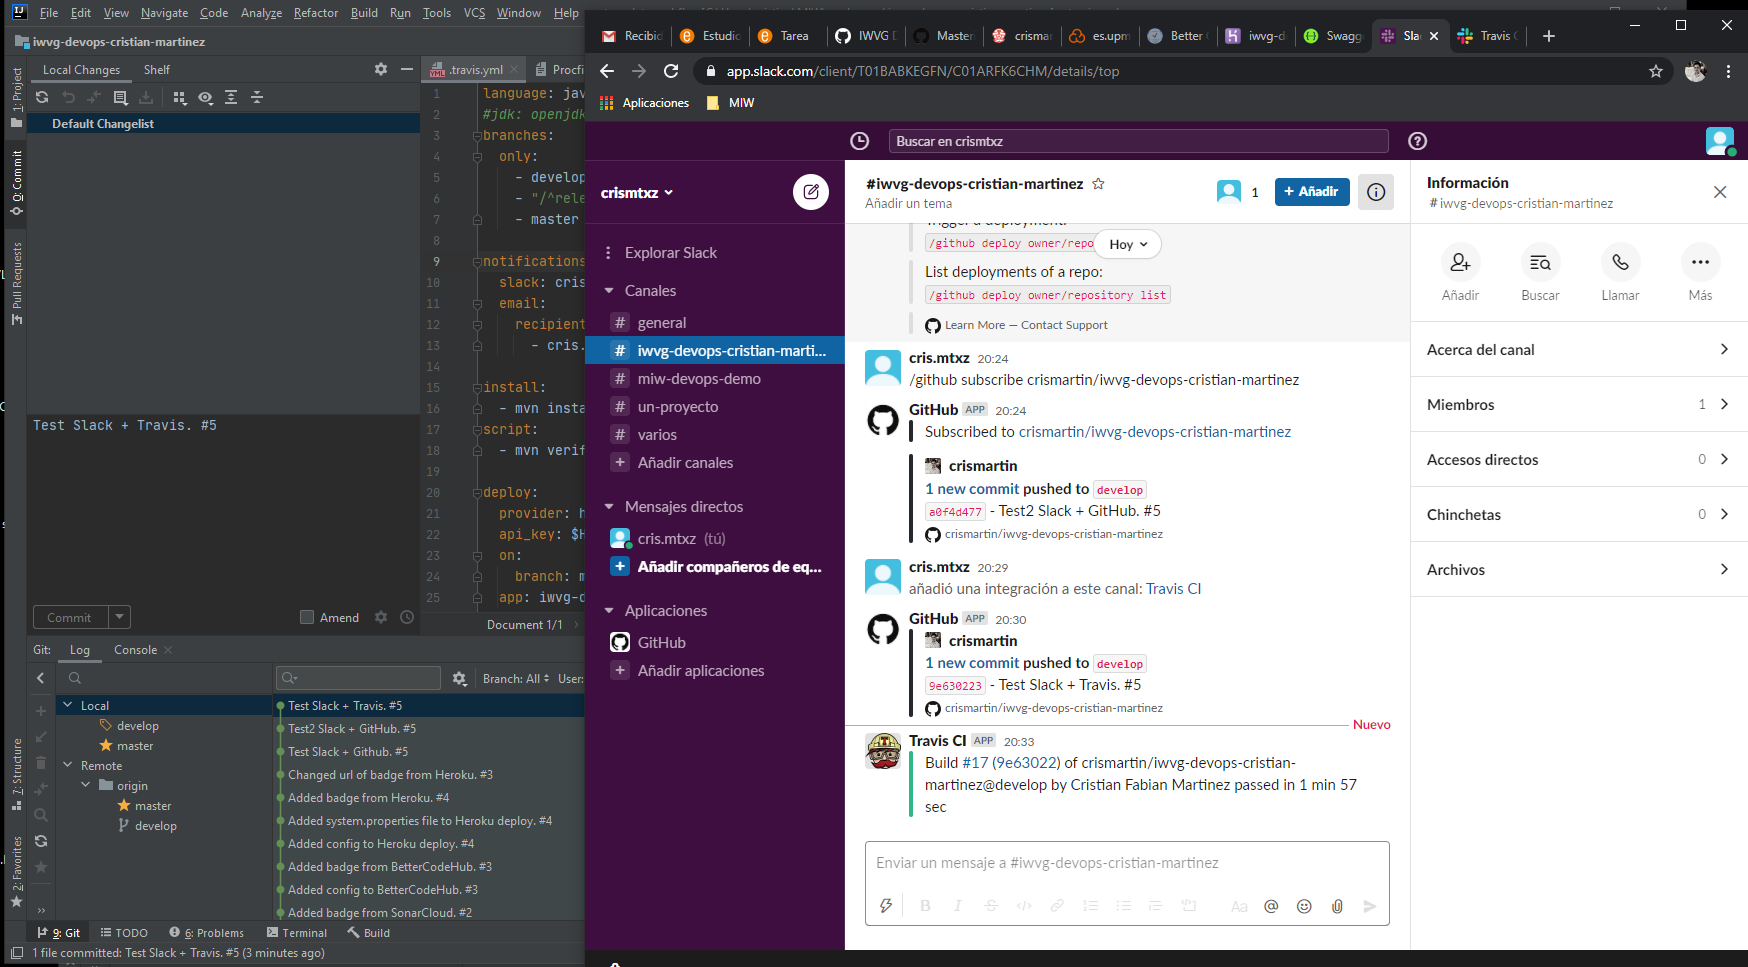 File Edit View Navigate Code Analyze Refactor Build Run Tools VCS Window Help
iwvg-devops-cristian-martinez
Local Changes Shelf
Default Changelist
Test Slack + Travis. #5
Commit
Amend
1: Project
0: Commit
Pull Requests
7: Structure
2: Favorites
.travis.yml
1 language:
2 #jdk:
3 branches:
4 only:
5 - develop
6
7 - master
8
9 notifications
10 slack:
11 email:
12
13
14
15 install:
16 - mvn
17 script:
18 - mvn
19
20 deploy:
21 provider:
22 api_key:
23 on:
24 branch:
25 app:
Document 1/1
Git: Log Console
Branch: All User:
Local
develop
master
Remote
origin
master
develop
Test Slack + Travis. #5
Test2 Slack + GitHub. #5
Test Slack + Github. #5
Changed url of badge from Heroku. #3
Added badge from Heroku. #4
Added system.properties file to Heroku deploy. #4
Added config to Heroku deploy. #4
Added badge from BetterCodeHub. #3
Added config to BetterCodeHub. #3
Added badge from SonarCloud. #2
9: Git TODO 6: Problems Terminal Build
1 file committed: Test Slack + Travis. #5 (3 minutes ago)
Recibid Estudio Tarea IWVG Master crismar es.upm Better iwvg-d Swagg Sla Travis
app.slack.com/client/T01BABKEGFN/C01ARFK6CHM/details/top
Aplicaciones MIW
Buscar en crismtxz
crismtxz
Explorar Slack
Canales
# general
# iwvg-devops-cristian-marti...
# miw-devops-demo
# un-proyecto
# varios
+ Añadir canales
Mensajes directos
cris.mtxz (tú)
+ Añadir compañeros de eq...
Aplicaciones
GitHub
+ Añadir aplicaciones
#iwvg-devops-cristian-martinez
Añadir un tema
1
+ Añadir
Hoy
/github deploy
List deployments of a repo:
/github deploy owner/repository list
Learn More — Contact Support
cris.mtxz 20:24
/github subscribe crismartin/iwvg-devops-cristian-martinez
GitHub APP 20:24
Subscribed to crismartin/iwvg-devops-cristian-martinez
crismartin
1 new commit pushed to develop
a0f4d477 - Test2 Slack + GitHub. #5
crismartin/iwvg-devops-cristian-martinez
cris.mtxz 20:29
añadió una integración a este canal: Travis CI
GitHub APP 20:30
crismartin
1 new commit pushed to develop
9e630223 - Test Slack + Travis. #5
crismartin/iwvg-devops-cristian-martinez
Nuevo
Travis CI APP 20:33
Build #17 (9e63022) of crismartin/iwvg-devops-cristian-
martinez@develop by Cristian Fabian Martinez passed in 1 min 57
sec
Enviar un mensaje a #iwvg-devops-cristian-martinez
Información
# iwvg-devops-cristian-martinez
Añadir Buscar Llamar Más
Acerca del canal
Miembros 1
Accesos directos 0
Chinchetas 0
Archivos